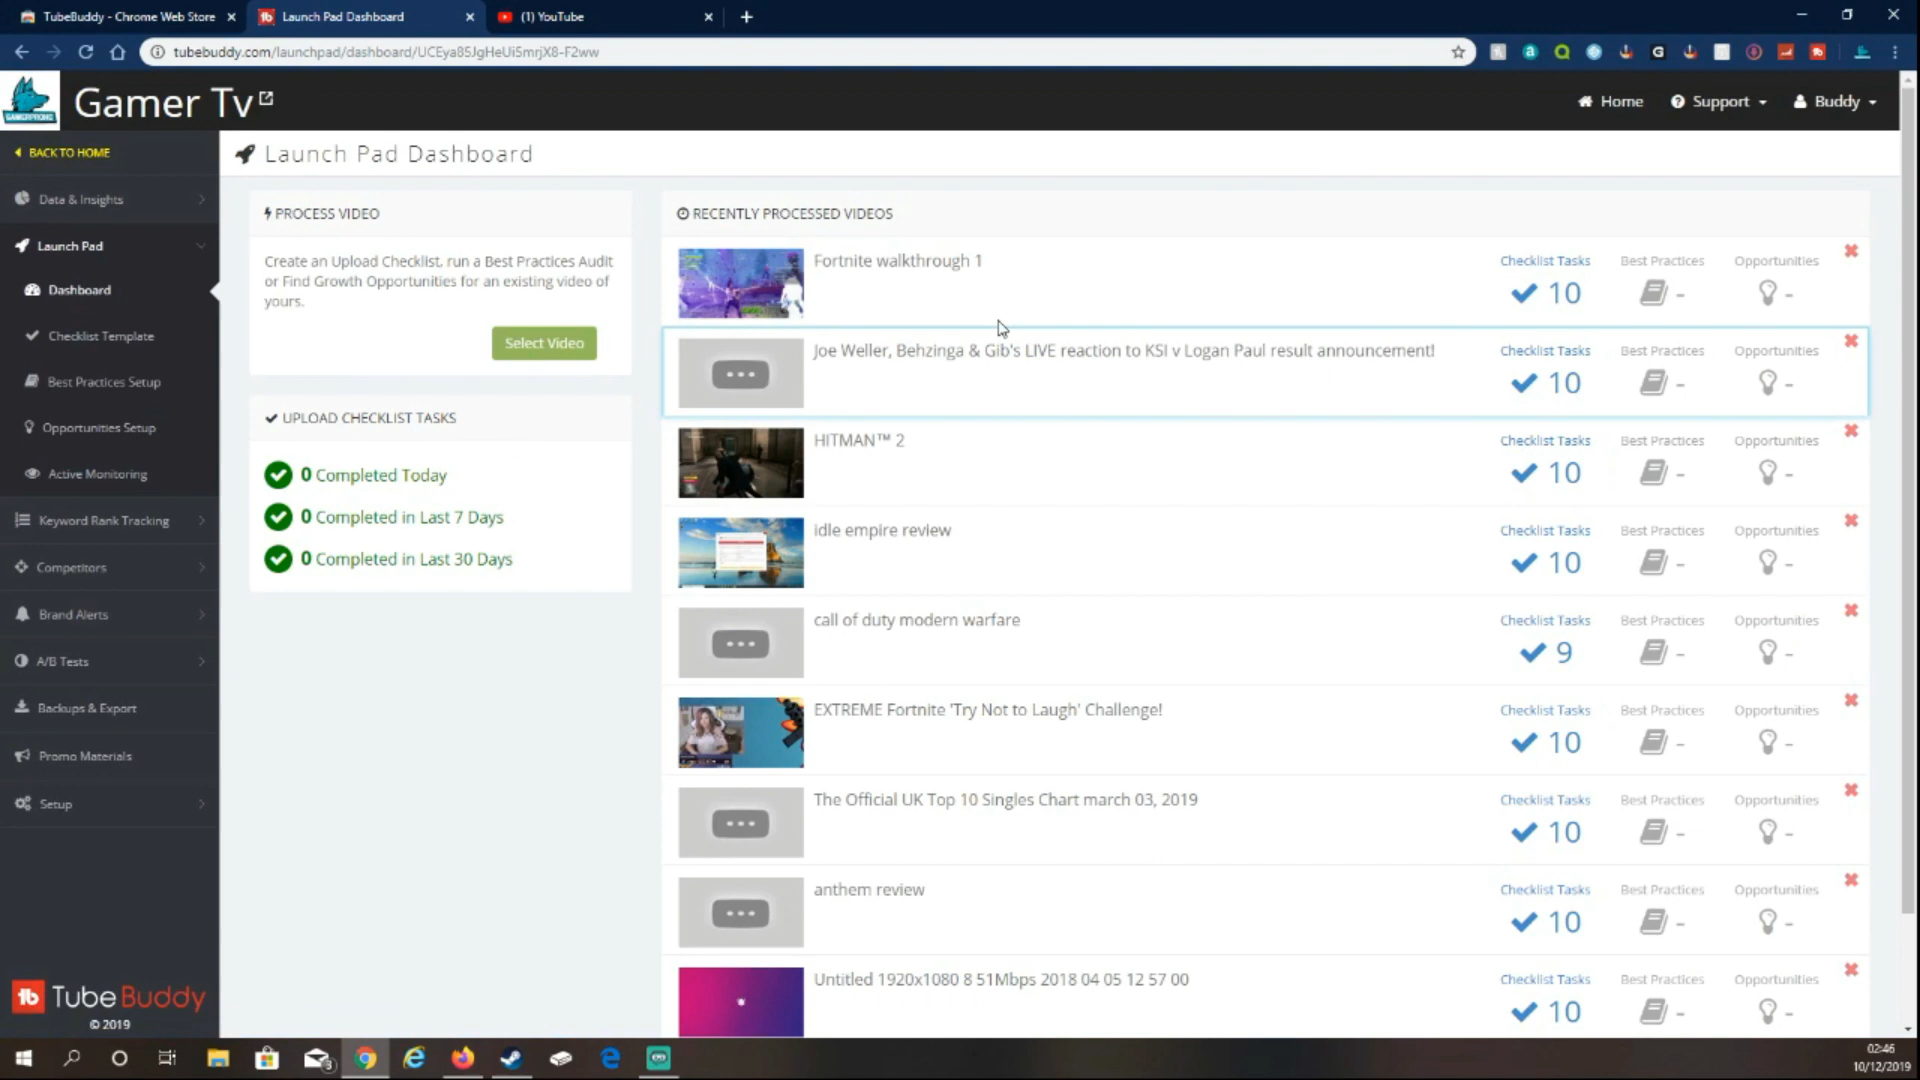 TubeBuddy - Chrome Web Store
Launch Pad Dashboard
(1) YouTube
tubebuddy.com/launchpad/dashboard/UCEya85JgHeUi5mrjX8-F2ww
Gamer Tv
Home
Support
Buddy
BACK TO HOME
Data & Insights
Launch Pad
Dashboard
Checklist Template
Best Practices Setup
Opportunities Setup
Active Monitoring
Keyword Rank Tracking
Competitors
Brand Alerts
A/B Tests
Backups & Export
Promo Materials
Setup
TubeBuddy
© 2019
Launch Pad Dashboard
PROCESS VIDEO
Create an Upload Checklist, run a Best Practices Audit
or Find Growth Opportunities for an existing video of
yours.
Select Video
UPLOAD CHECKLIST TASKS
0 Completed Today
0 Completed in Last 7 Days
0 Completed in Last 30 Days
RECENTLY PROCESSED VIDEOS
Fortnite walkthrough 1
Checklist Tasks Best Practices Opportunities
10 - -
Joe Weller, Behzinga & Gib's LIVE reaction to KSI v Logan Paul result announcement!
Checklist Tasks Best Practices Opportunities
10 - -
HITMAN™ 2
Checklist Tasks Best Practices Opportunities
10 - -
idle empire review
Checklist Tasks Best Practices Opportunities
10 - -
call of duty modern warfare
Checklist Tasks Best Practices Opportunities
9 - -
EXTREME Fortnite 'Try Not to Laugh' Challenge!
Checklist Tasks Best Practices Opportunities
10 - -
The Official UK Top 10 Singles Chart march 03, 2019
Checklist Tasks Best Practices Opportunities
10 - -
anthem review
Checklist Tasks Best Practices Opportunities
10 - -
Untitled 1920x1080 8 51Mbps 2018 04 05 12 57 00
Checklist Tasks Best Practices Opportunities
10 - -
02:46
10/12/2019